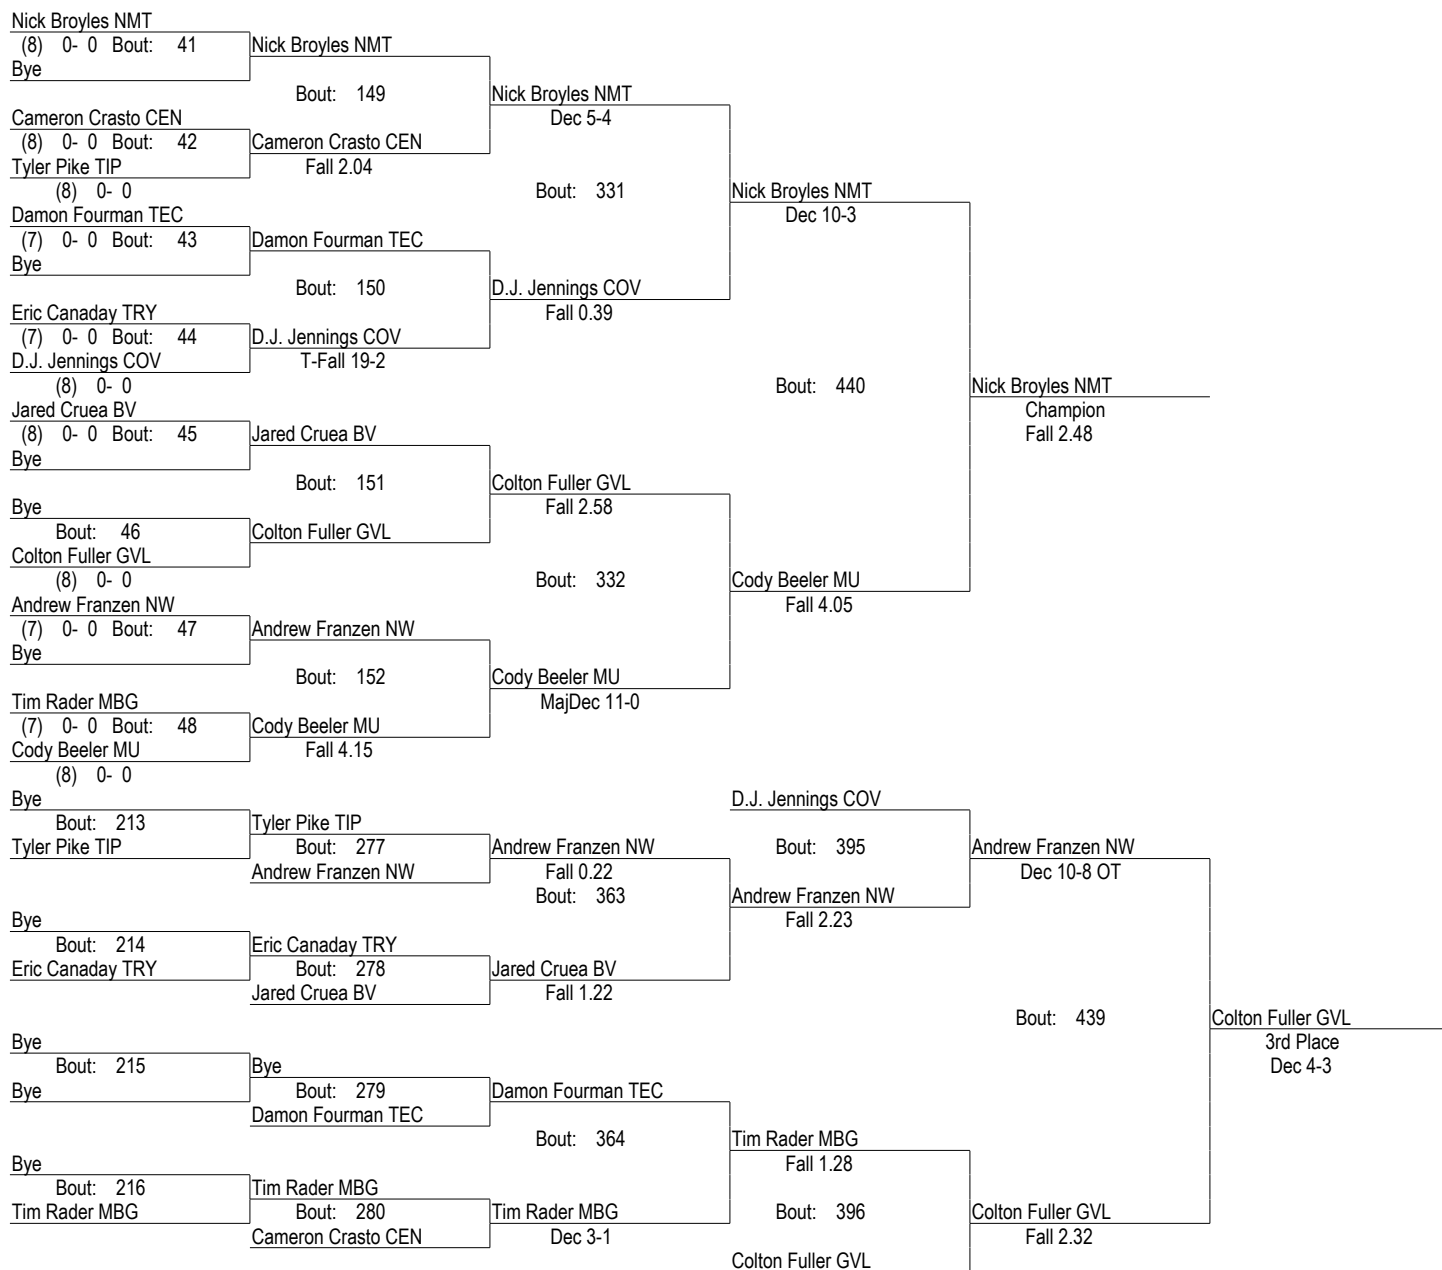 Nick Broyles NMT
(8) 0- 0 Bout: 41 Nick Broyles NMT
Bye
Bout: 149 Nick Broyles NMT
Cameron Crasto CEN Dec 5-4
(8) 0- 0 Bout: 42 Cameron Crasto CEN
Tyler Pike TIP Fall 2.04
(8) 0- 0 Bout: 331 Nick Broyles NMT
Damon Fourman TEC Dec 10-3
(7) 0- 0 Bout: 43 Damon Fourman TEC
Bye
Bout: 150 D.J. Jennings COV
Eric Canaday TRY Fall 0.39
(7) 0- 0 Bout: 44 D.J. Jennings COV
D.J. Jennings COV T-Fall 19-2
(8) 0- 0 Bout: 440 Nick Broyles NMT
Jared Cruea BV Champion
(8) 0- 0 Bout: 45 Jared Cruea BV Fall 2.48
Bye
Bout: 151 Colton Fuller GVL
Bye Fall 2.58
Bout: 46 Colton Fuller GVL
Colton Fuller GVL
(8) 0- 0 Bout: 332 Cody Beeler MU
Andrew Franzen NW Fall 4.05
(7) 0- 0 Bout: 47 Andrew Franzen NW
Bye
Bout: 152 Cody Beeler MU
Tim Rader MBG MajDec 11-0
(7) 0- 0 Bout: 48 Cody Beeler MU
Cody Beeler MU Fall 4.15
(8) 0- 0
Bye D.J. Jennings COV
Bout: 213 Tyler Pike TIP
Tyler Pike TIP Bout: 277 Andrew Franzen NW Bout: 395 Andrew Franzen NW
Andrew Franzen NW Fall 0.22 Dec 10-8 OT
Bout: 363 Andrew Franzen NW
Bye Fall 2.23
Bout: 214 Eric Canaday TRY
Eric Canaday TRY Bout: 278 Jared Cruea BV
Jared Cruea BV Fall 1.22
Bout: 439 Colton Fuller GVL
Bye 3rd Place
Bout: 215 Bye Dec 4-3
Bye Bout: 279 Damon Fourman TEC
Damon Fourman TEC
Bout: 364 Tim Rader MBG
Bye Fall 1.28
Bout: 216 Tim Rader MBG
Tim Rader MBG Bout: 280 Tim Rader MBG Bout: 396 Colton Fuller GVL
Cameron Crasto CEN Dec 3-1 Fall 2.32
Colton Fuller GVL